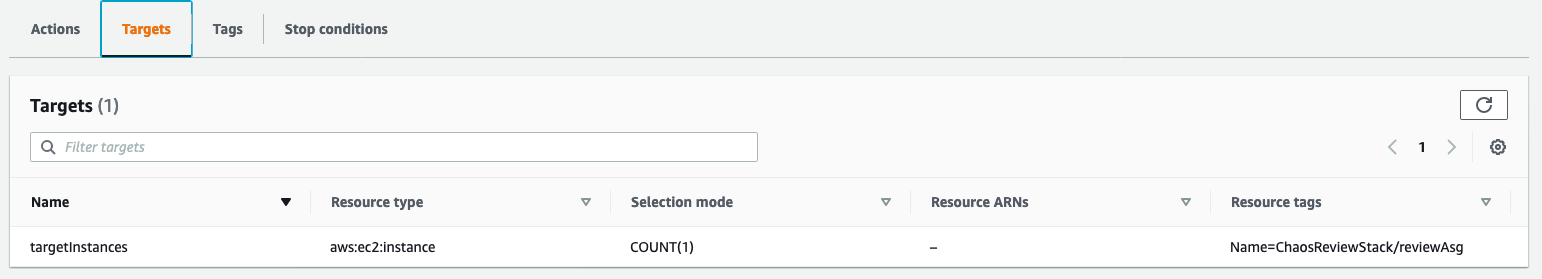 Actions Targets Tags Stop conditions
Targets (1)
Filter targets
1
Name Resource type Selection mode Resource ARNs Resource tags
targetInstances aws:ec2:instance COUNT(1) – Name=ChaosReviewStack/reviewAsg